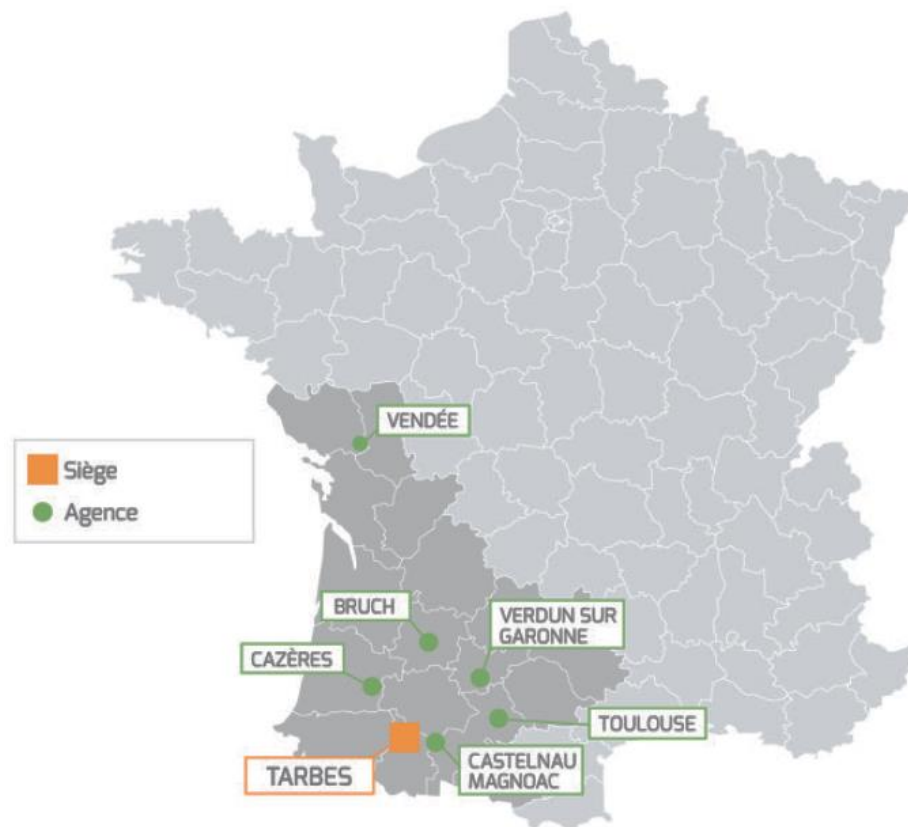 VENDÉE
Siège
Agence
BRUCH
VERDUN SUR
GARONNE
CAZÈRES
TOULOUSE
TARBES
CASTELNAU
MAGNOAC